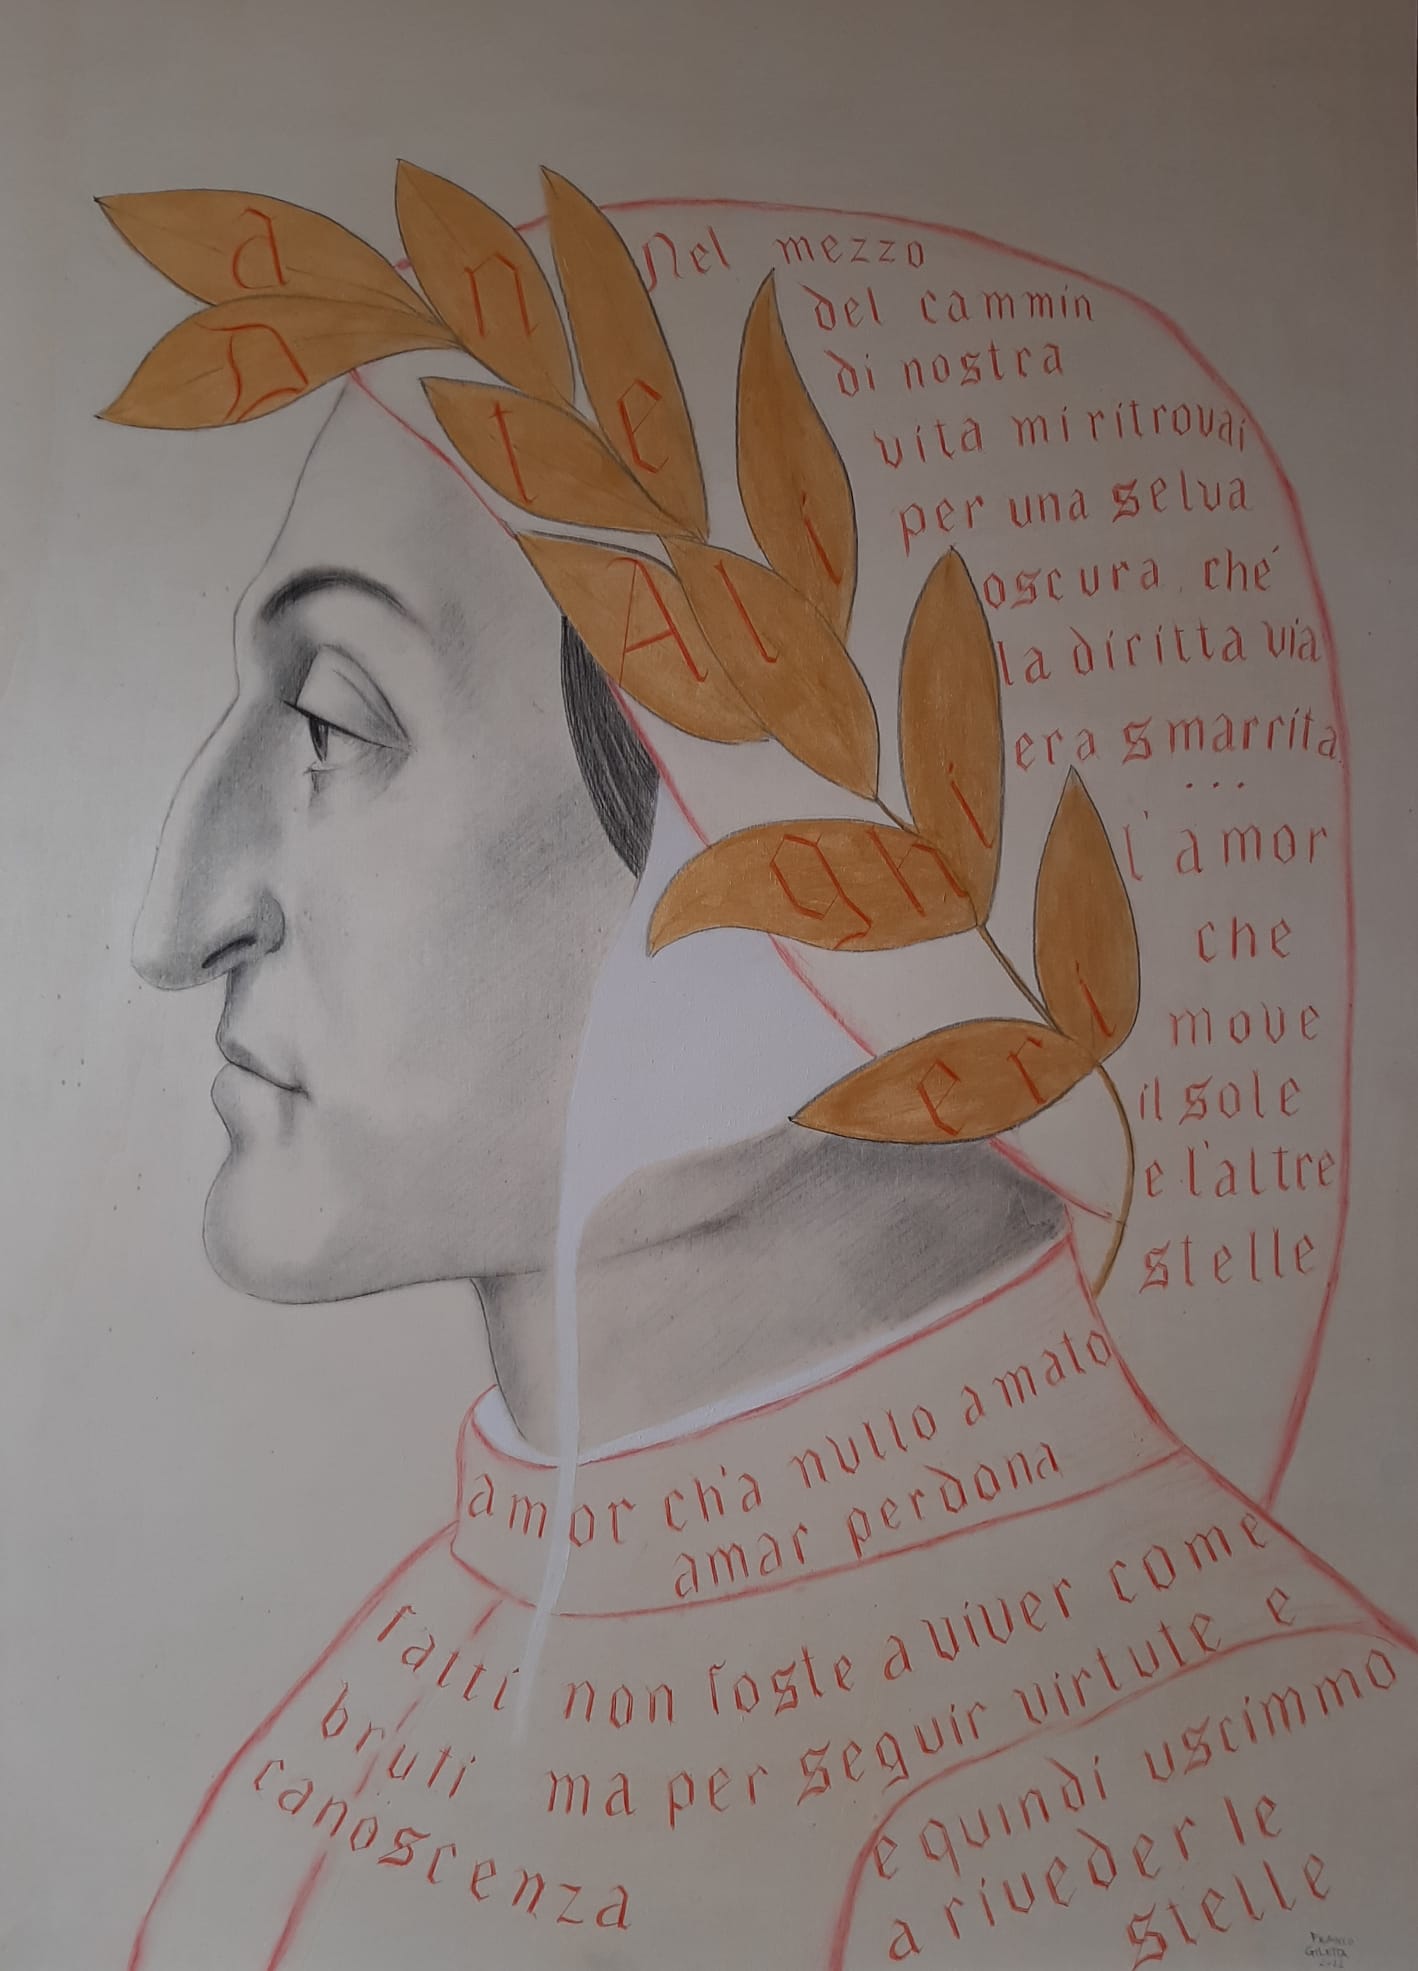 Dante
Alighieri
Nel mezzo
del cammin
di nostra
vita mi ritrovai
per una selva
oscura, ché
la diritta via
era smarrita
...
l'amor
che
move
il sole
e l'altre
stelle
amor ch'a nullo amato
amar perdona
fatti non foste a viver come
bruti ma per seguir virtute e
canoscenza
e quindi uscimmo
a riveder le
stelle
FRANCO
GILETTA